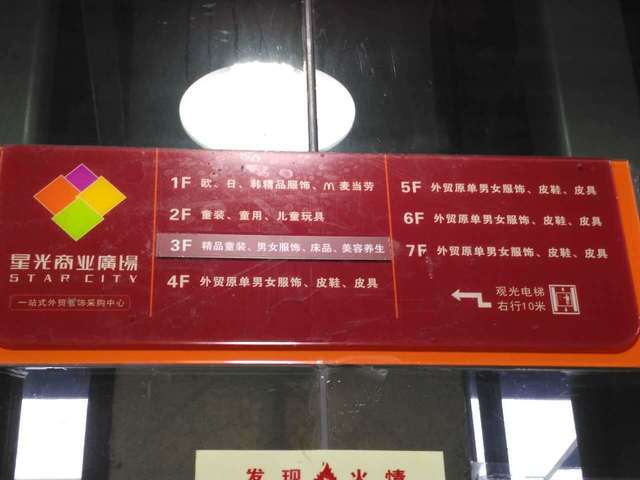 星光商业廣場
STAR CITY
一站式外贸服饰采购中心
1F 欧、日、韩精品服饰、M 麦当劳
2F 童装、童用、儿童玩具
3F 精品童装、男女服饰、床品、美容养生
4F 外贸原单男女服饰、皮鞋、皮具
5F 外贸原单男女服饰、皮鞋、皮具
6F 外贸原单男女服饰、皮鞋、皮具
7F 外贸原单男女服饰、皮鞋、皮具
观光电梯
右行10米
发现火情